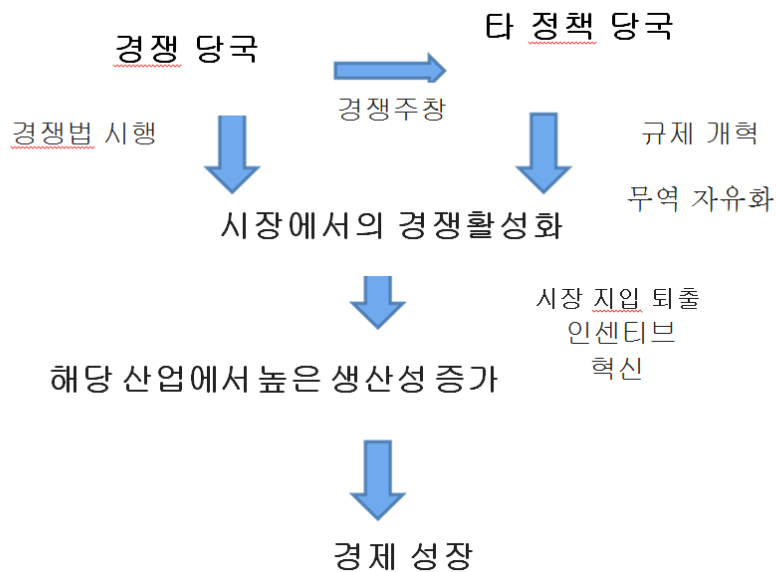 경쟁 당국
타 정책 당국
경쟁주창
경쟁법 시행
규제 개혁
무역 자유화
시장에서의 경쟁활성화
시장 지입 퇴출
인센티브
혁신
해당 산업에서 높은 생산성 증가
경제 성장